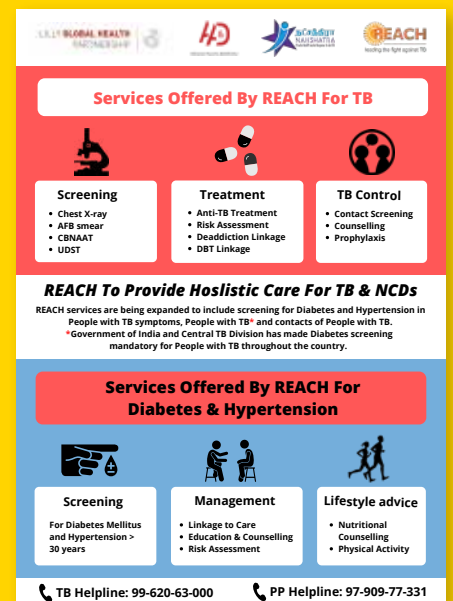 GLOBAL HEALTH
PARTNERSHIP
நட்சத்திரா
NAKSHATRA
REACH
leading the fight against TB
Services Offered By REACH For TB
Screening
• Chest X-ray
• AFB smear
• CBNAAT
• UDST
Treatment
• Anti-TB Treatment
• Risk Assessment
• Deaddiction Linkage
• DBT Linkage
TB Control
• Contact Screening
• Counselling
• Prophylaxis
REACH To Provide Hoslistic Care For TB & NCDs
REACH services are being expanded to include screening for Diabetes and Hypertension in
People with TB symptoms, People with TB* and contacts of People with TB.
*Government of India and Central TB Division has made Diabetes screening
mandatory for People with TB throughout the country.
Services Offered By REACH For
Diabetes & Hypertension
Screening
For Diabetes Mellitus
and Hypertension >
30 years
Management
• Linkage to Care
• Education & Counselling
• Risk Assessment
Lifestyle advice
• Nutritional
Counselling
• Physical Activity
TB Helpline: 99-620-63-000
PP Helpline: 97-909-77-331